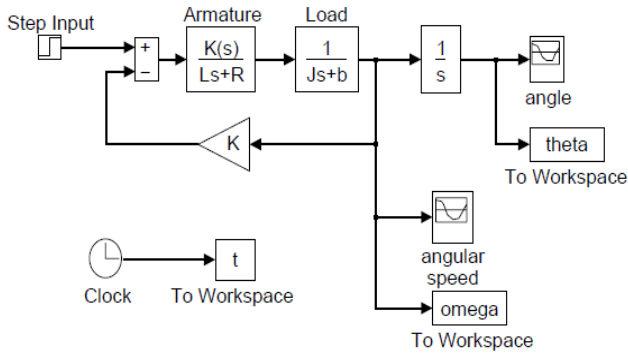 Armature
Load
Step Input
+
−
K(s)
Ls+R
1
Js+b
1
s
angle
theta
To Workspace
K
angular
speed
t
Clock
To Workspace
omega
To Workspace